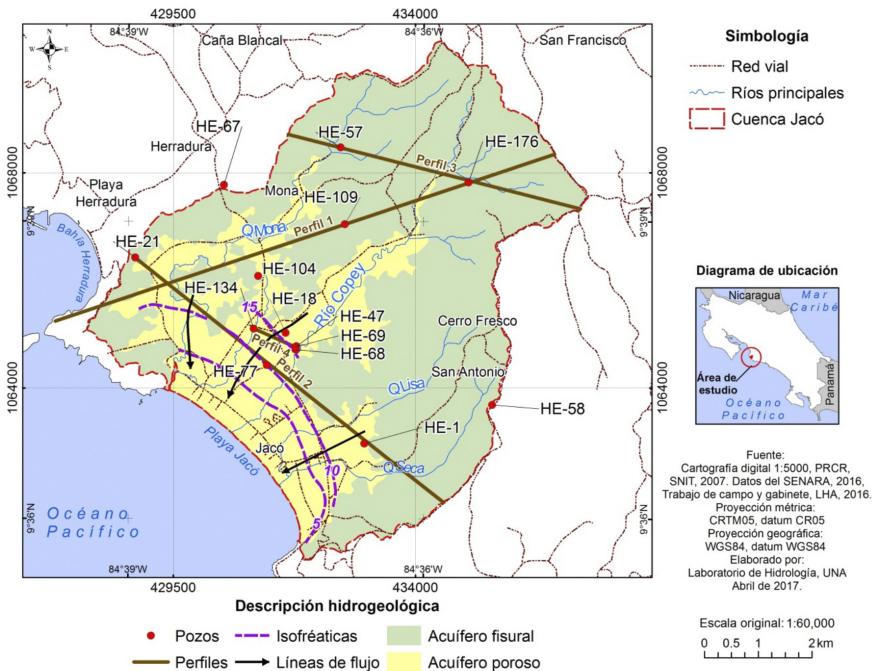 429500
434000
84°39'W
84°36'W
Caña Blancal
San Francisco
HE-67
HE-57
HE-176
Herradura
Perfil 3
1068000
1068000
Playa
Herradura
Mona
HE-109
9°39'N
9°39'N
Q Mona
Perfil 1
Bahía Herradura
HE-21
HE-104
HE-134
HE-18
Río Copey
15
HE-47
HE-69
HE-68
Cerro Fresco
Perfil 4
HE-77
Perfil 2
San Antonio
1064000
1064000
Q Lisa
HE-58
Playa Jacó
Jacó
HE-1
10
Q Seca
Océano
Pacífico
5
9°36'N
9°36'N
84°39'W
84°36'W
429500
434000
Simbología
Red vial
Ríos principales
Cuenca Jacó
Diagrama de ubicación
Nicaragua
Mar
Caribé
Área de
estudio
Océano
Pacífico
Panamá
Fuente:
Cartografía digital 1:5000, PRCR,
SNIT, 2007. Datos del SENARA, 2016,
Trabajo de campo y gabinete, LHA, 2016.
Proyección métrica:
CRTM05, datum CR05
Proyección geográfica:
WGS84, datum WGS84
Elaborado por:
Laboratorio de Hidrología, UNA
Abril de 2017.
Escala original: 1:60,000
0 0.5 1 2 km
Descripción hidrogeológica
Pozos
Isofréaticas
Acuífero fisural
Perfiles
Líneas de flujo
Acuífero poroso
N
W
E
S